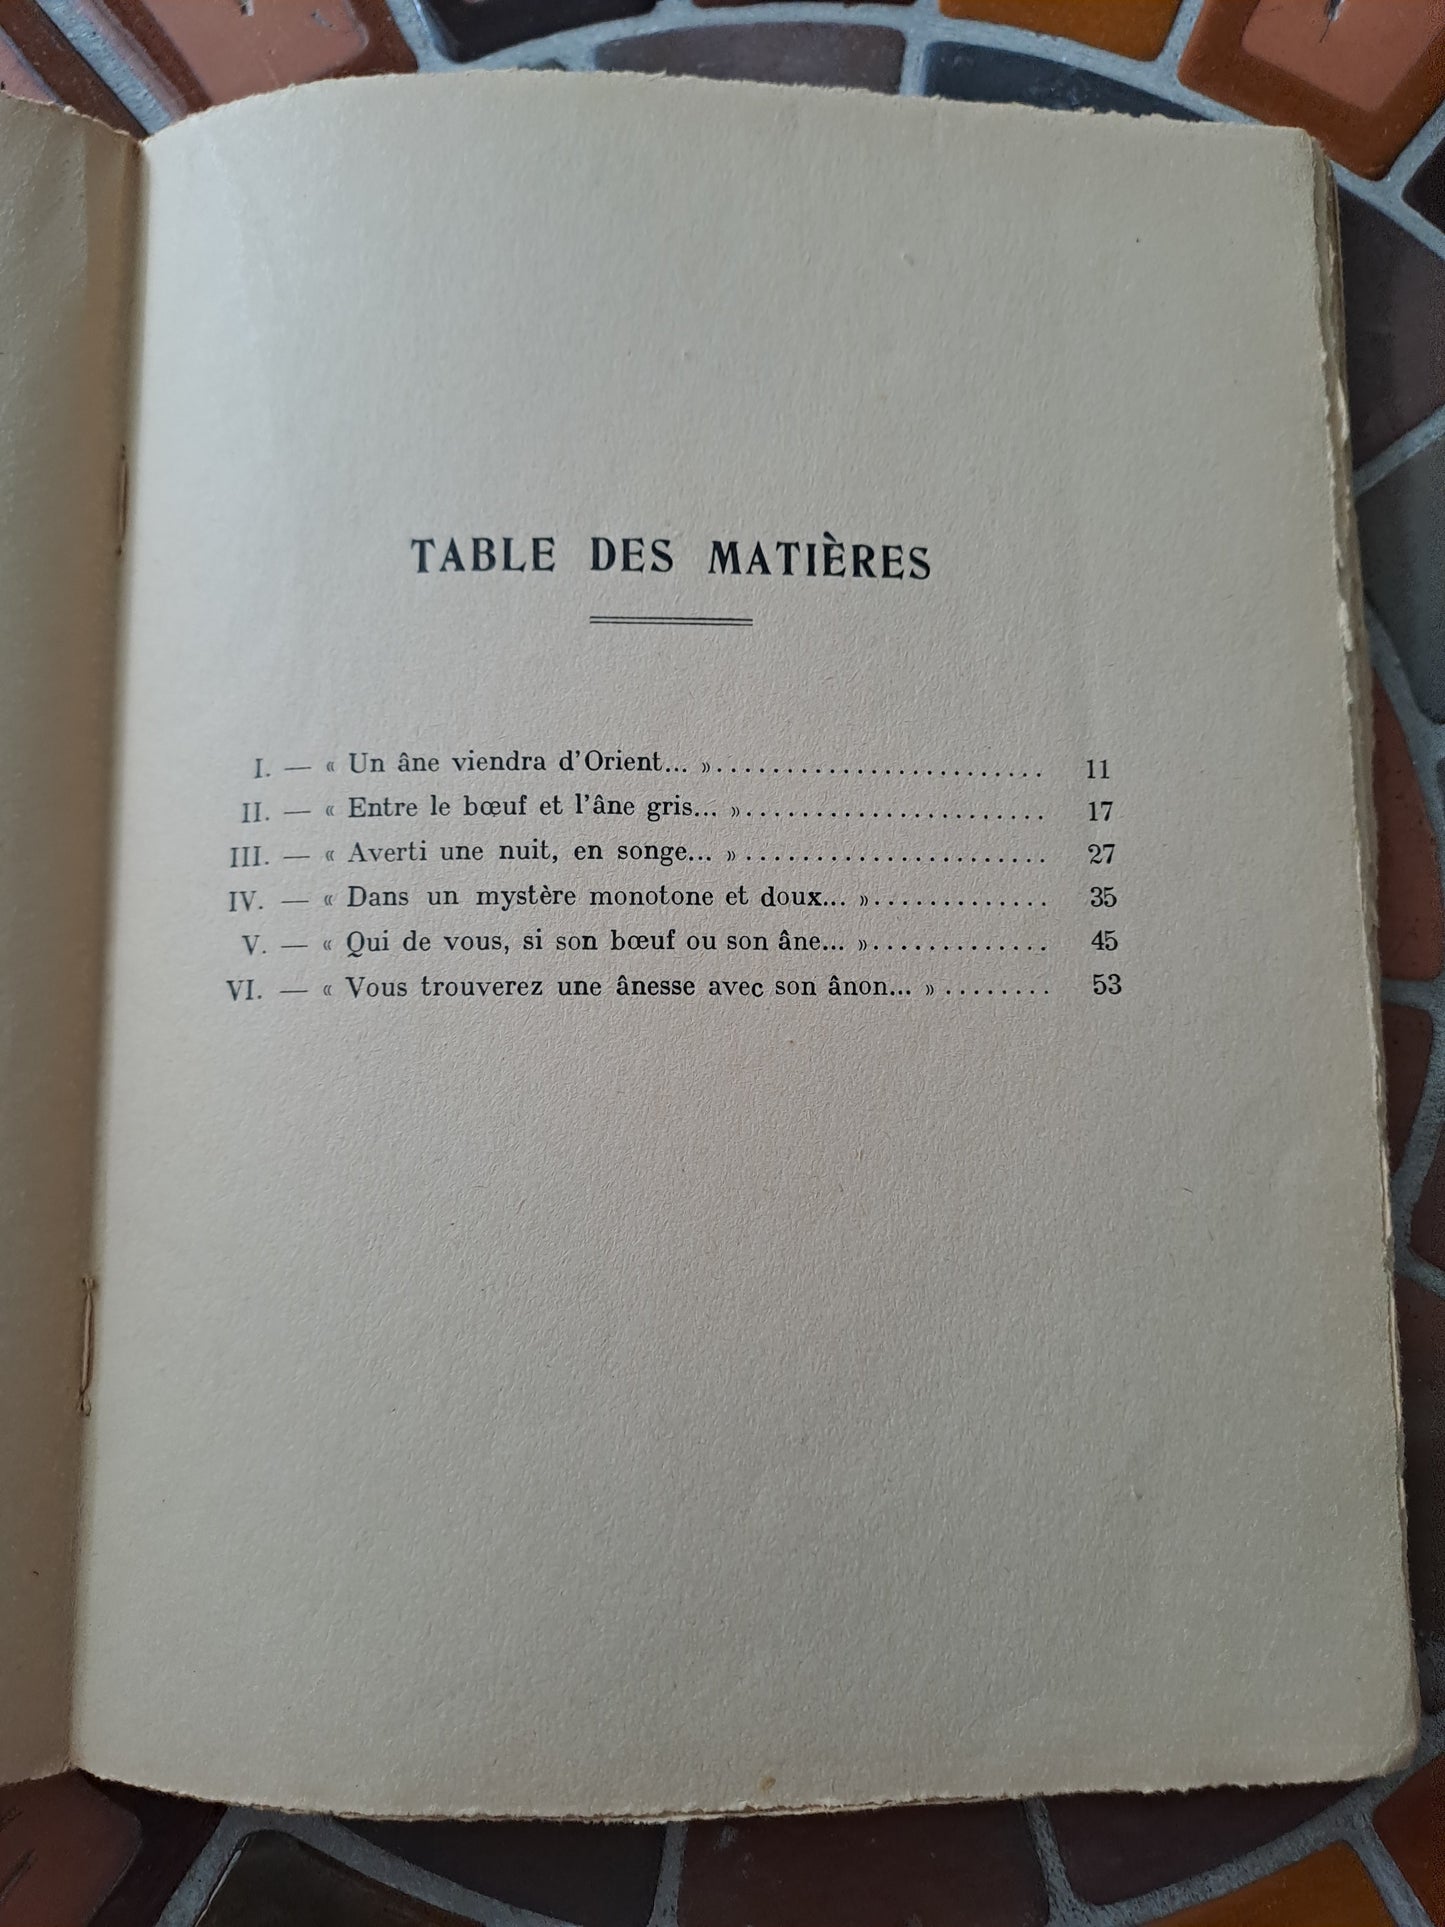 TABLE DES MATIÈRES
I. — « Un âne viendra d'Orient... »........................ 11
II. — « Entre le bœuf et l'âne gris... »...................... 17
III. — « Averti une nuit, en songe... »...................... 27
IV. — « Dans un mystère monotone et doux... »............. 35
V. — « Qui de vous, si son bœuf ou son âne... »............. 45
VI. — « Vous trouverez une ânesse avec son ânon... »........ 53